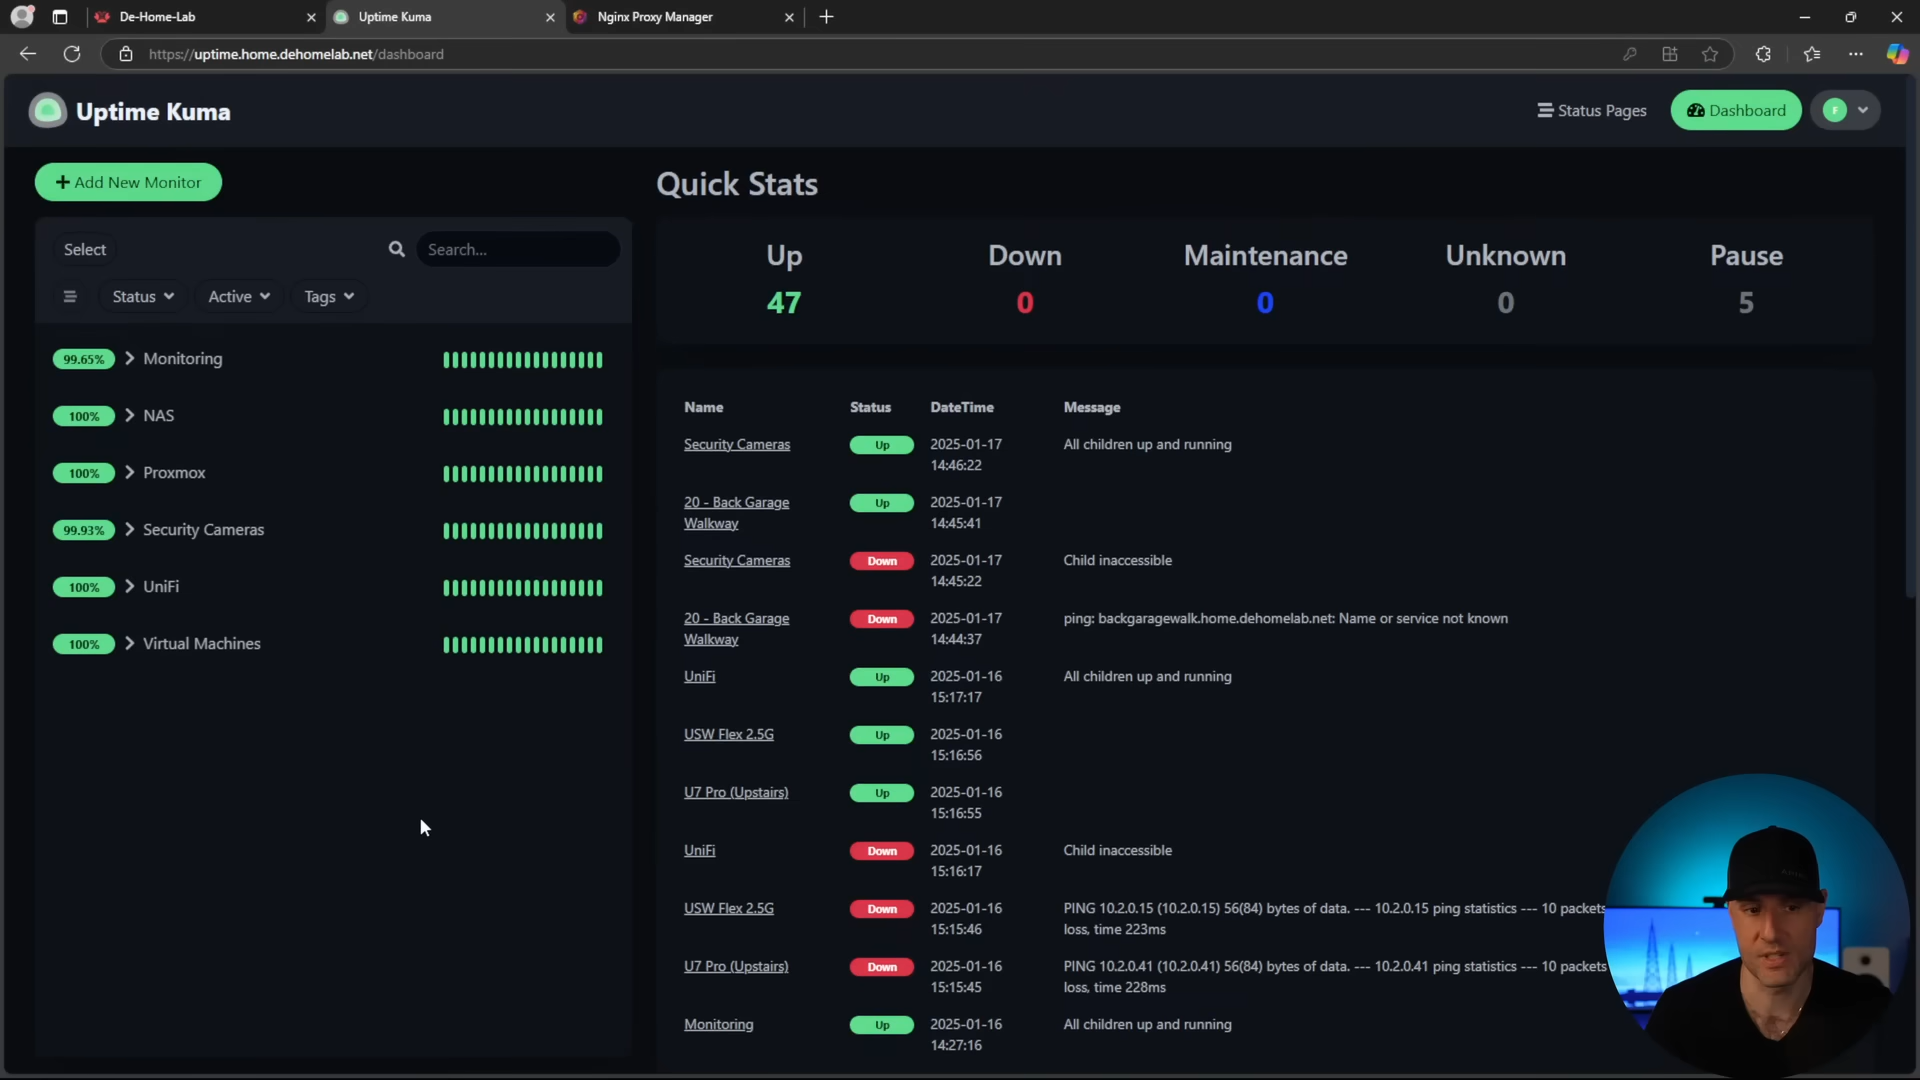 De-Home-Lab
Uptime Kuma
Nginx Proxy Manager
https://uptime.home.dehomelab.net/dashboard
Uptime Kuma
Status Pages
Dashboard
F
Add New Monitor
Quick Stats
Select
Search...
Status
Active
Tags
Up
Down
Maintenance
Unknown
Pause
47
0
0
0
5
99.65% Monitoring
100% NAS
100% Proxmox
99.93% Security Cameras
100% UniFi
100% Virtual Machines
Name Status DateTime Message
Security Cameras Up 2025-01-17 All children up and running
14:46:22
20 - Back Garage Up 2025-01-17
Walkway 14:45:41
Security Cameras Down 2025-01-17 Child inaccessible
14:45:22
20 - Back Garage Down 2025-01-17 ping: backgaragewalk.home.dehomelab.net: Name or service not known
Walkway 14:44:37
UniFi Up 2025-01-16 All children up and running
15:17:17
USW Flex 2.5G Up 2025-01-16
15:16:56
U7 Pro (Upstairs) Up 2025-01-16
15:16:55
UniFi Down 2025-01-16 Child inaccessible
15:16:17
USW Flex 2.5G Down 2025-01-16 PING 10.2.0.15 (10.2.0.15) 56(84) bytes of data. --- 10.2.0.15 ping statistics --- 10 packets
15:15:46 loss, time 223ms
U7 Pro (Upstairs) Down 2025-01-16 PING 10.2.0.41 (10.2.0.41) 56(84) bytes of data. --- 10.2.0.41 ping statistics --- 10 packets
15:15:45 loss, time 228ms
Monitoring Up 2025-01-16 All children up and running
14:27:16